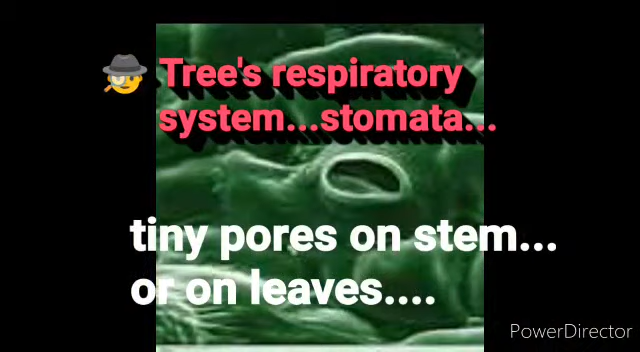 Tree's respiratory
system...stomata...
tiny pores on stem...
or on leaves....
PowerDirector